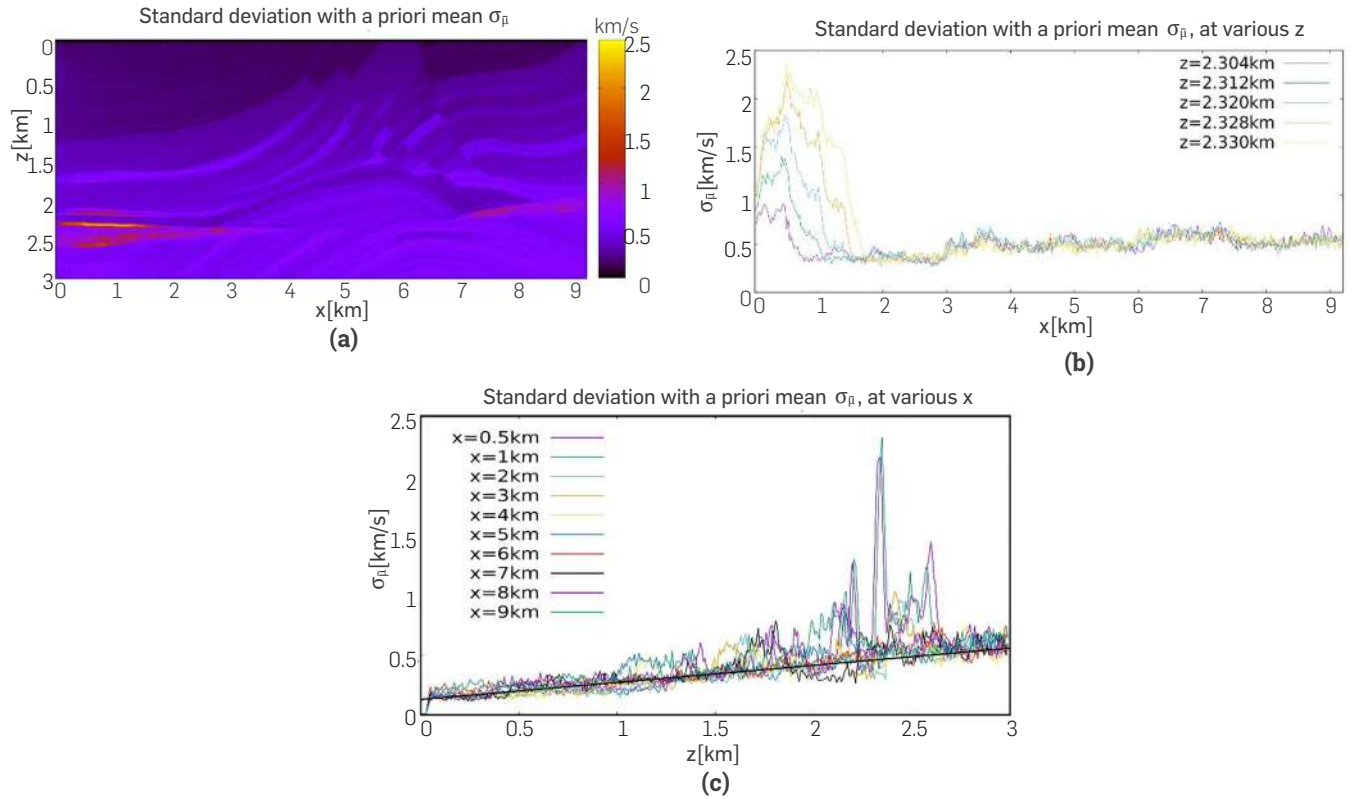 Standard deviation with a priori mean σμ̄
km/s
2.5
2
1.5
1
0.5
0
z[km]
0
0.5
1
1.5
2
2.5
3
0 1 2 3 4 5 6 7 8 9
x[km]
(a)
Standard deviation with a priori mean σμ̄, at various z
σμ̄[km/s]
2.5
2
1.5
1
0.5
0
z=2.304km
z=2.312km
z=2.320km
z=2.328km
z=2.330km
0 1 2 3 4 5 6 7 8 9
x[km]
(b)
Standard deviation with a priori mean σμ̄, at various x
σμ̄[km/s]
2.5
2
1.5
1
0.5
0
x=0.5km
x=1km
x=2km
x=3km
x=4km
x=5km
x=6km
x=7km
x=8km
x=9km
0 0.5 1 1.5 2 2.5 3
z[km]
(c)